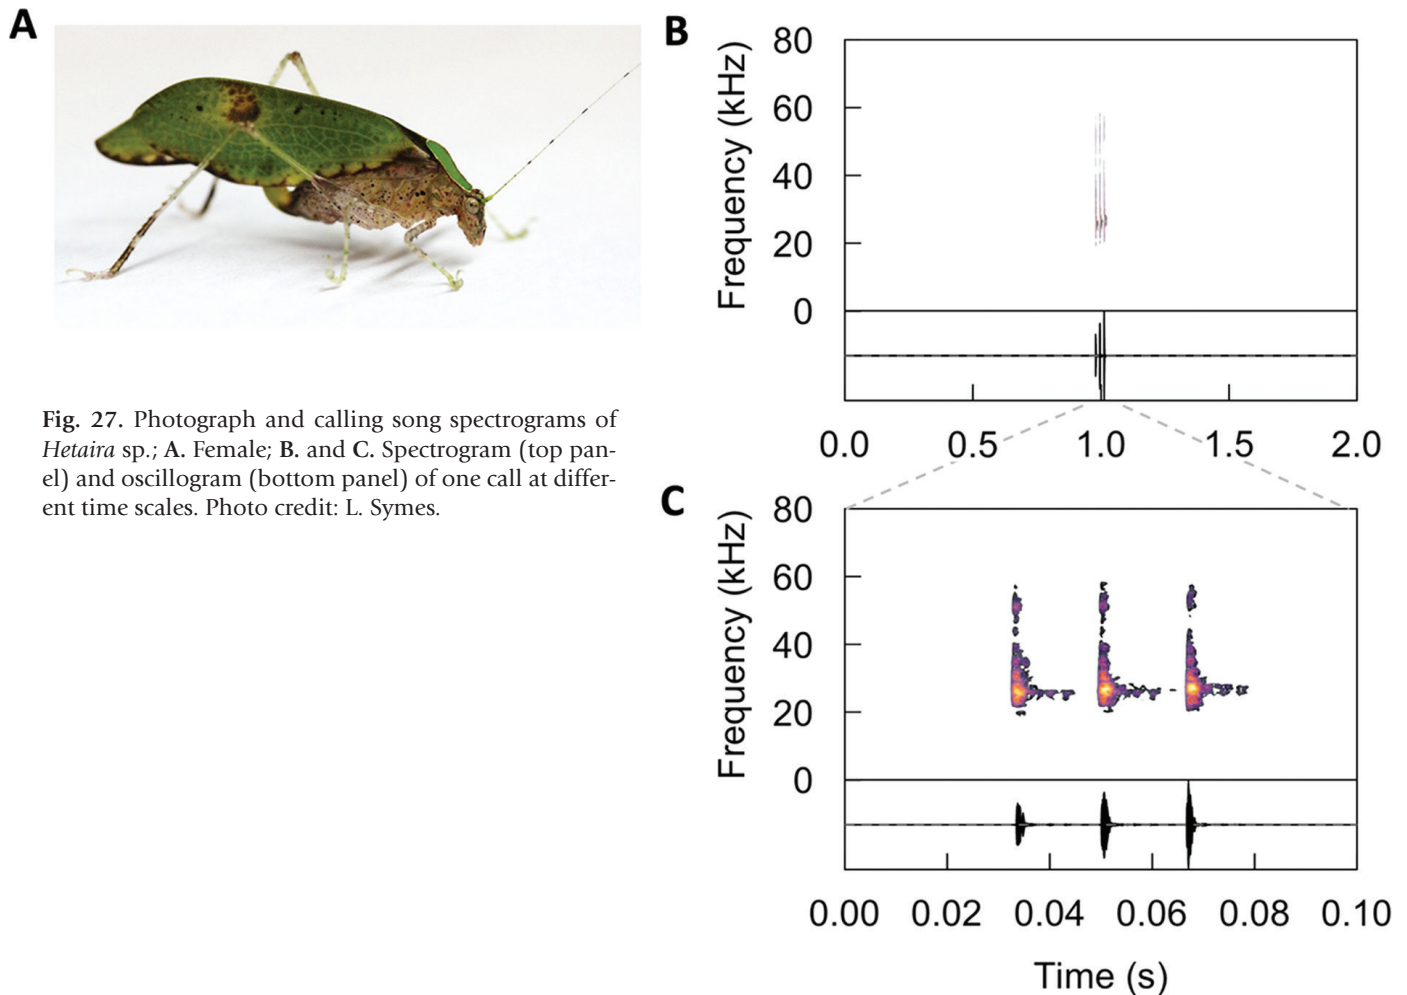 A
B
80
60
40
20
0
Frequency (kHz)
0.0 0.5 1.0 1.5 2.0
Fig. 27. Photograph and calling song spectrograms of
Hetaira sp.; A. Female; B. and C. Spectrogram (top pan-
el) and oscillogram (bottom panel) of one call at differ-
ent time scales. Photo credit: L. Symes.
C
80
60
40
20
0
Frequency (kHz)
0.00 0.02 0.04 0.06 0.08 0.10
Time (s)